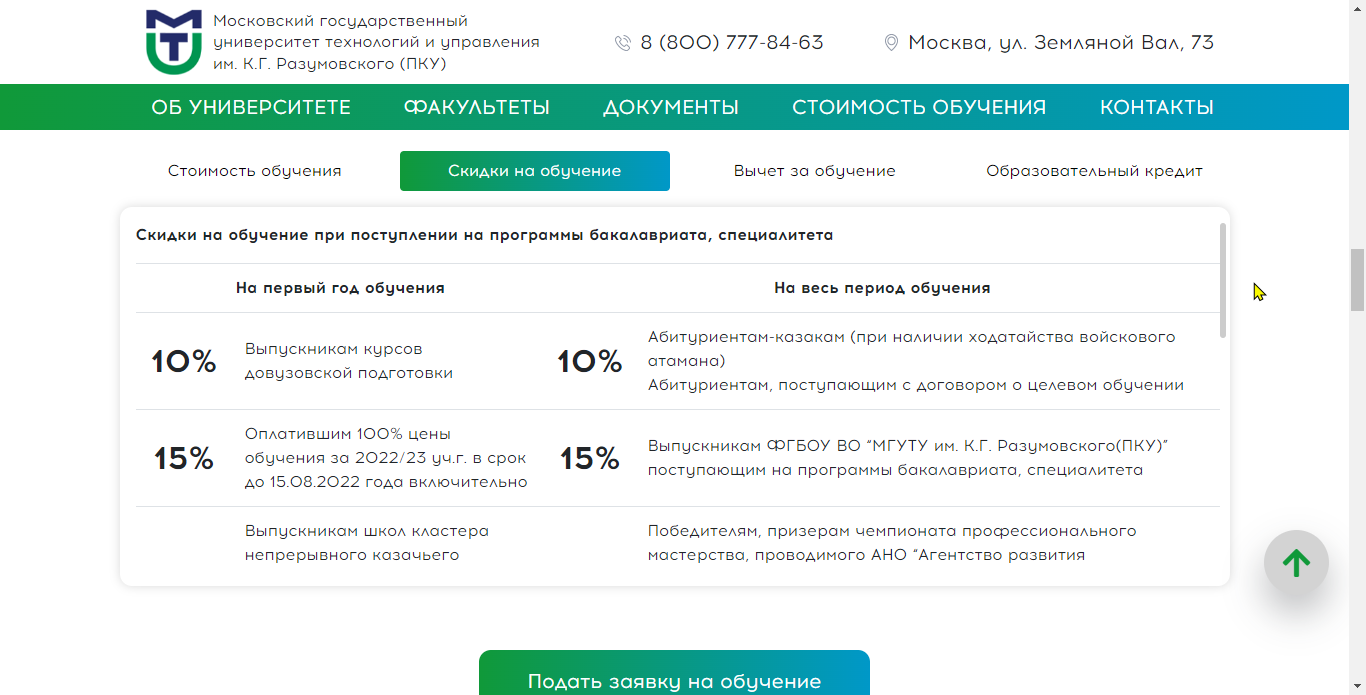 Московский государственный
университет технологий и управления
им. К.Г. Разумовского (ПКУ)
8 (800) 777-84-63
Москва, ул. Земляной Вал, 73
ОБ УНИВЕРСИТЕТЕ
ФАКУЛЬТЕТЫ
ДОКУМЕНТЫ
СТОИМОСТЬ ОБУЧЕНИЯ
КОНТАКТЫ
Стоимость обучения
Скидки на обучение
Вычет за обучение
Образовательный кредит
Скидки на обучение при поступлении на программы бакалавриата, специалитета
На первый год обучения
На весь период обучения
10%
Выпускникам курсов
довузовской подготовки
10%
Абитуриентам-казакам (при наличии ходатайства войскового
атамана)
Абитуриентам, поступающим с договором о целевом обучении
15%
Оплатившим 100% цены
обучения за 2022/23 уч.г. в срок
до 15.08.2022 года включительно
15%
Выпускникам ФГБОУ ВО “МГУТУ им. К.Г. Разумовского(ПКУ)”
поступающим на программы бакалавриата, специалитета
Выпускникам школ кластера
непрерывного казачьего
Победителям, призерам чемпионата профессионального
мастерства, проводимого АНО “Агентство развития
Подать заявку на обучение